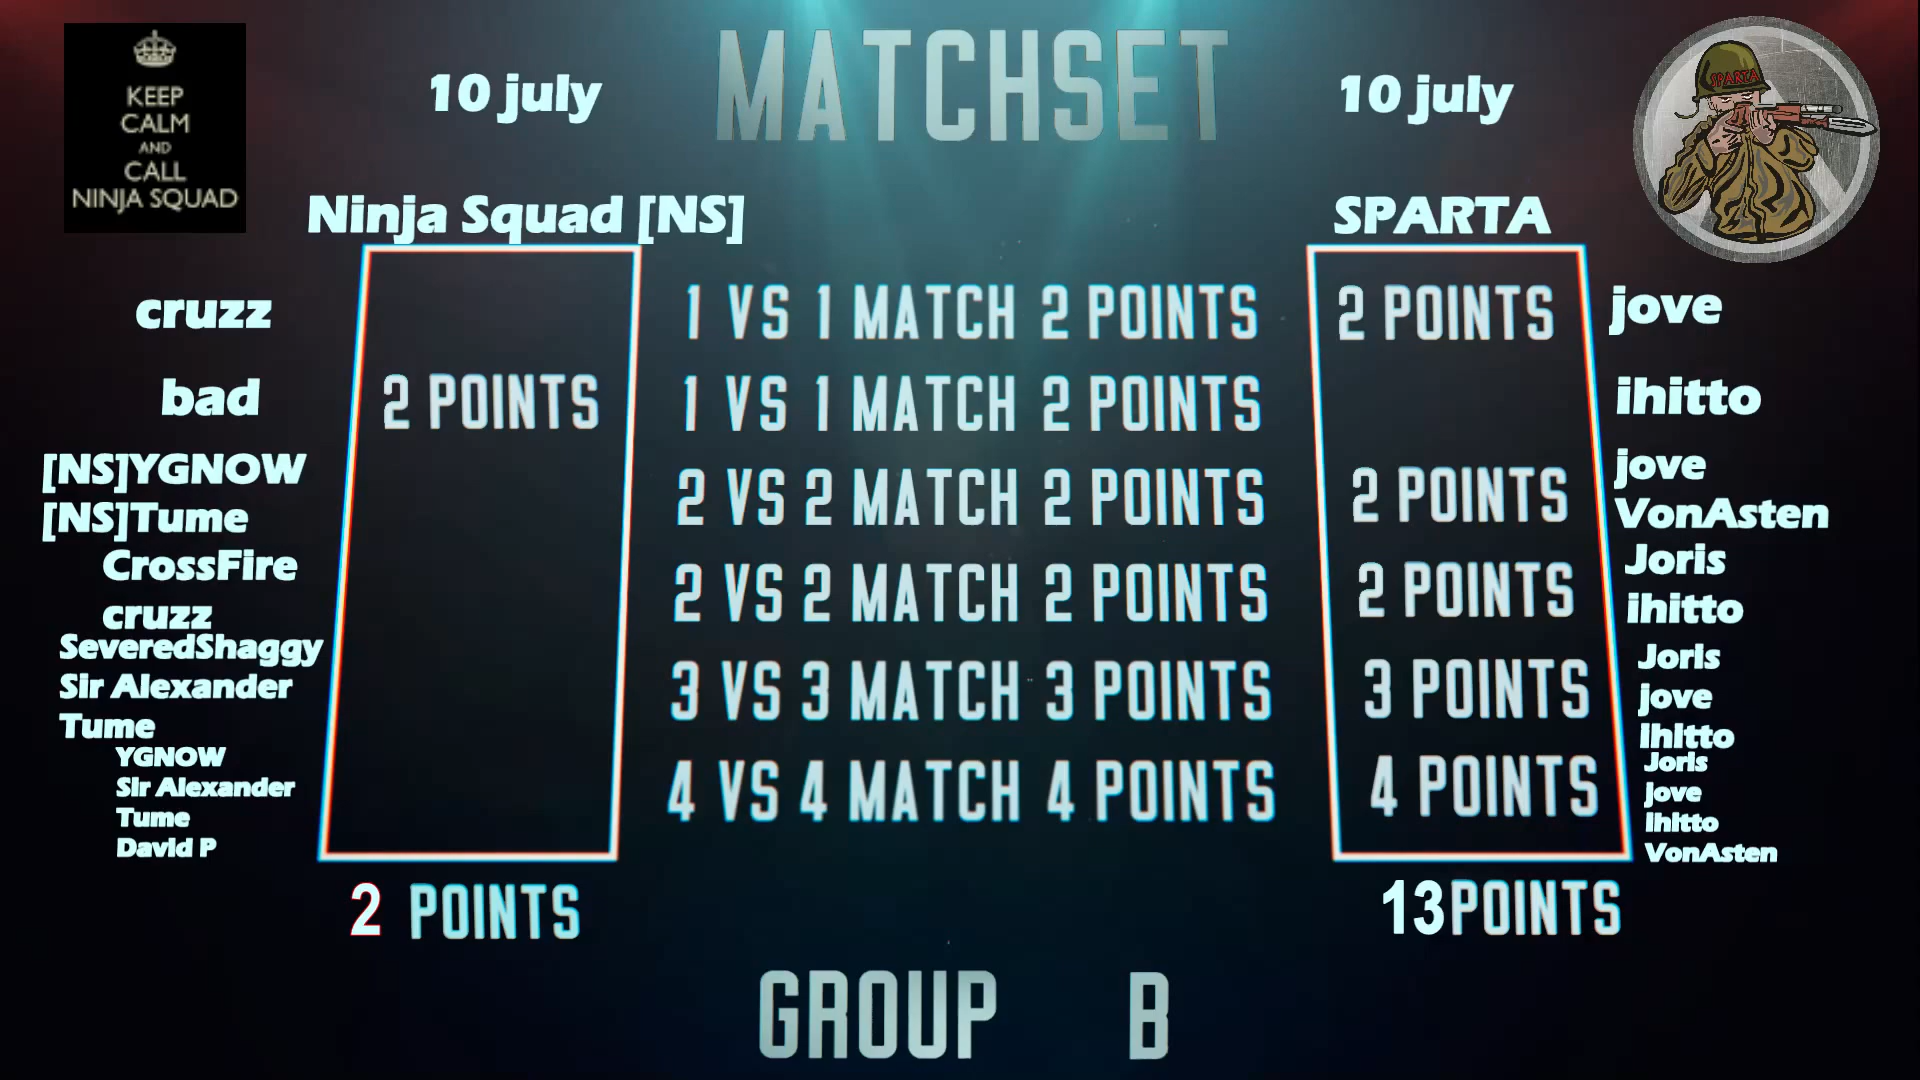 KEEP
CALM
AND
CALL
NINJA SQUAD
10 july
MATCHSET
10 july
SPARTA
Ninja Squad [NS]
SPARTA
cruzz
1 VS 1 MATCH 2 POINTS
2 POINTS
jove
bad
2 POINTS
1 VS 1 MATCH 2 POINTS
ihitto
[NS]YGNOW
[NS]Tume
2 VS 2 MATCH 2 POINTS
2 POINTS
jove
VonAsten
CrossFire
cruzz
2 VS 2 MATCH 2 POINTS
2 POINTS
Joris
ihitto
SeveredShaggy
Sir Alexander
Tume
3 VS 3 MATCH 3 POINTS
3 POINTS
Joris
jove
ihitto
YGNOW
Sir Alexander
Tume
David P
4 VS 4 MATCH 4 POINTS
4 POINTS
Joris
jove
ihitto
VonAsten
2 POINTS
13POINTS
GROUP B